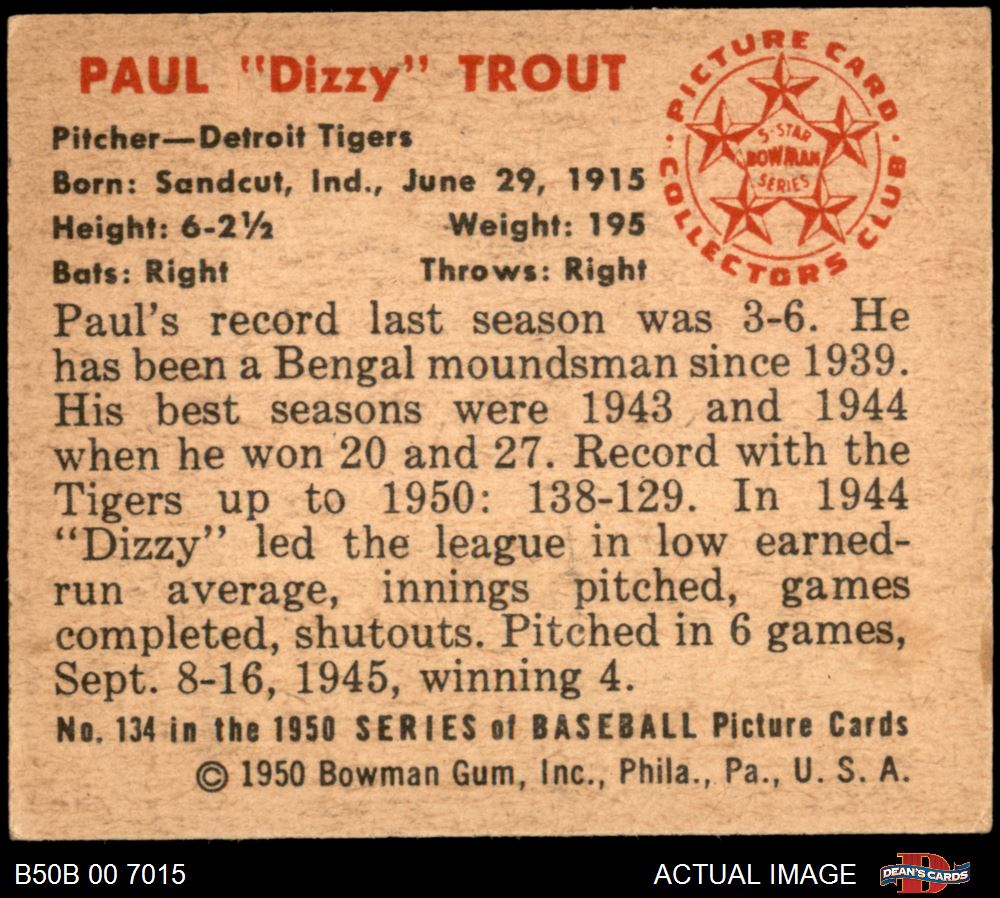 PAUL "Dizzy" TROUT
Pitcher—Detroit Tigers
Born: Sandcut, Ind., June 29, 1915
Height: 6-2½ Weight: 195
Bats: Right Throws: Right
PICTURE CARD
COLLECTORS CLUB
5-STAR
BOWMAN
SERIES
Paul's record last season was 3-6. He
has been a Bengal moundsman since 1939.
His best seasons were 1943 and 1944
when he won 20 and 27. Record with the
Tigers up to 1950: 138-129. In 1944
"Dizzy" led the league in low earned-
run average, innings pitched, games
completed, shutouts. Pitched in 6 games,
Sept. 8-16, 1945, winning 4.
No. 134 in the 1950 SERIES of BASEBALL Picture Cards
© 1950 Bowman Gum, Inc., Phila., Pa., U. S. A.
B50B 00 7015 ACTUAL IMAGE
D
DEAN'S CARDS